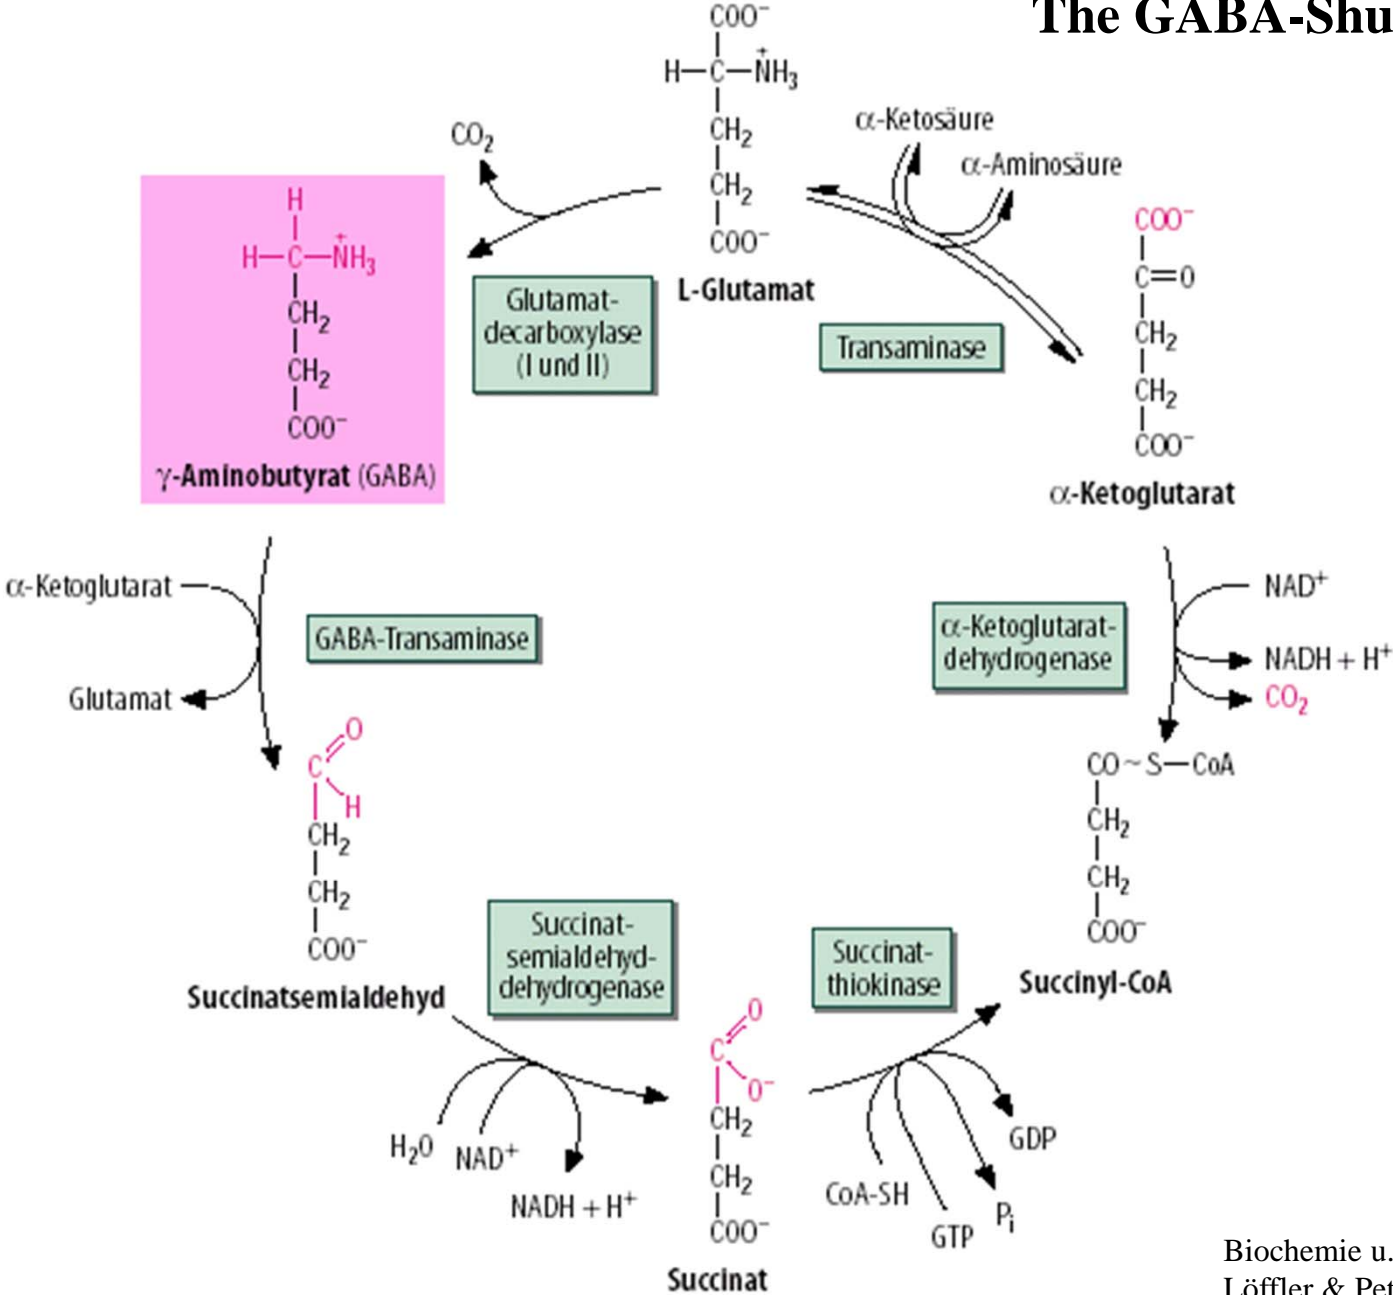 The GABA-Shu
COO⁻
H–C–N⁺H₃
CH₂
CH₂
COO⁻
L-Glutamat
CO₂
α-Ketosäure
α-Aminosäure
Glutamat-
decarboxylase
(I und II)
Transaminase
H
H–C–N⁺H₃
CH₂
CH₂
COO⁻
γ-Aminobutyrat (GABA)
COO⁻
C=O
CH₂
CH₂
COO⁻
α-Ketoglutarat
α-Ketoglutarat
GABA-Transaminase
Glutamat
α-Ketoglutarat-
dehydrogenase
NAD⁺
NADH + H⁺
CO₂
O
C
H
CH₂
CH₂
COO⁻
Succinatsemialdehyd
CO~S–CoA
CH₂
CH₂
COO⁻
Succinyl-CoA
Succinat-
semialdehyd-
dehydrogenase
Succinat-
thiokinase
H₂O
NAD⁺
NADH + H⁺
O
C
O⁻
CH₂
CH₂
COO⁻
Succinat
CoA-SH
GTP
Pᵢ
GDP
Biochemie u.
Löffler & Pet